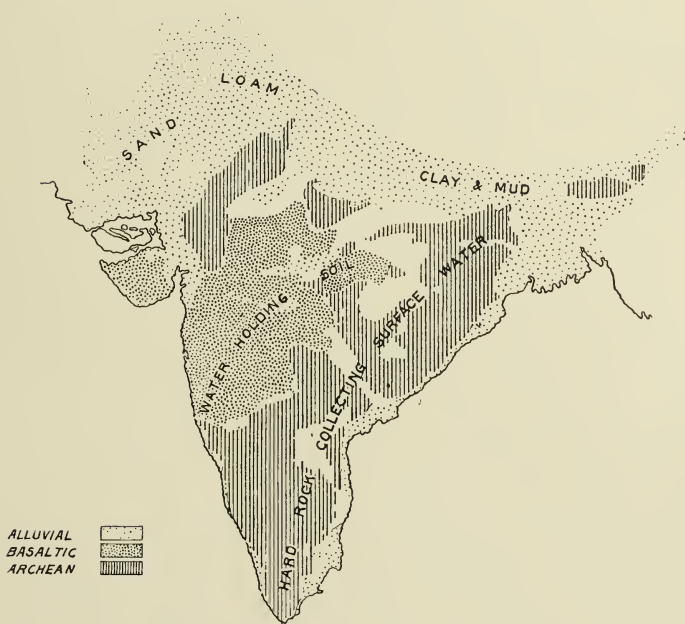 LOAM
SAND
CLAY & MUD
WATER HOLDING SOIL
HARD ROCK COLLECTING SURFACE WATER
ALLUVIAL
BASALTIC
ARCHEAN